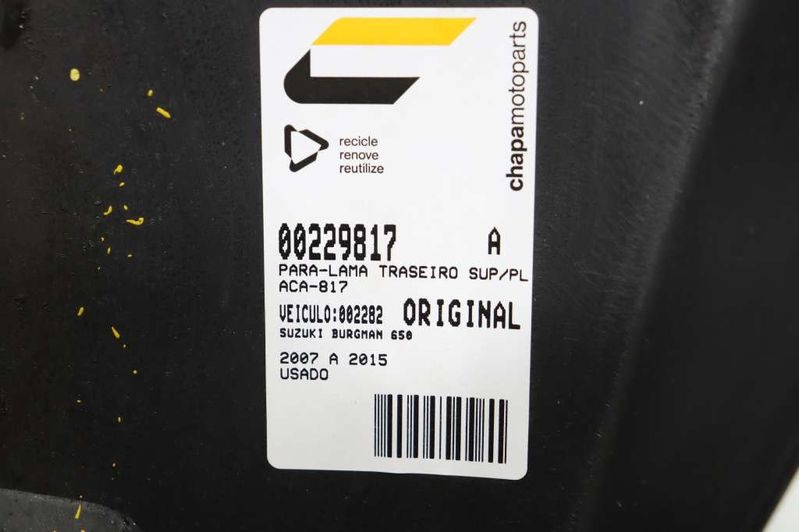 chapamotoparts
recicle
renove
reutilize
00229817 A
PARA-LAMA TRASEIRO SUP/PL
ACA-817
VEICULO:002282 ORIGINAL
SUZUKI BURGMAN 650
2007 A 2015
USADO